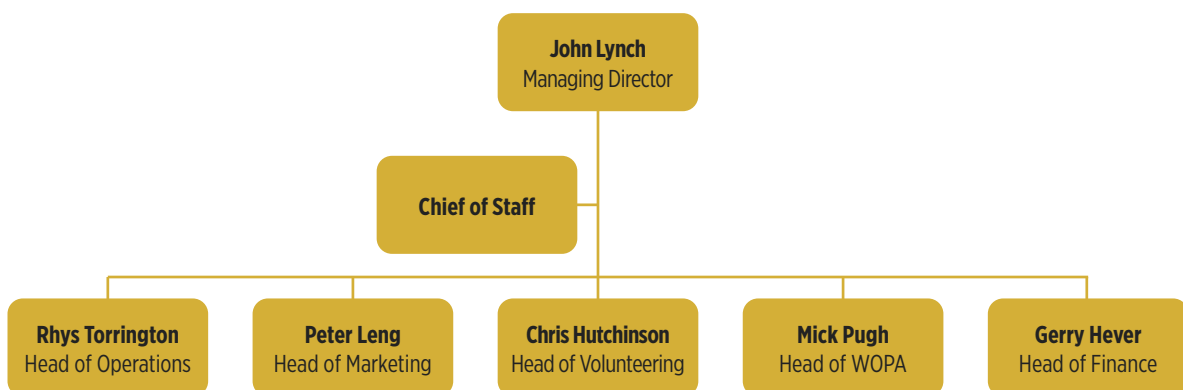 John Lynch
Managing Director
Chief of Staff
Rhys Torrington
Head of Operations
Peter Leng
Head of Marketing
Chris Hutchinson
Head of Volunteering
Mick Pugh
Head of WOPA
Gerry Hever
Head of Finance